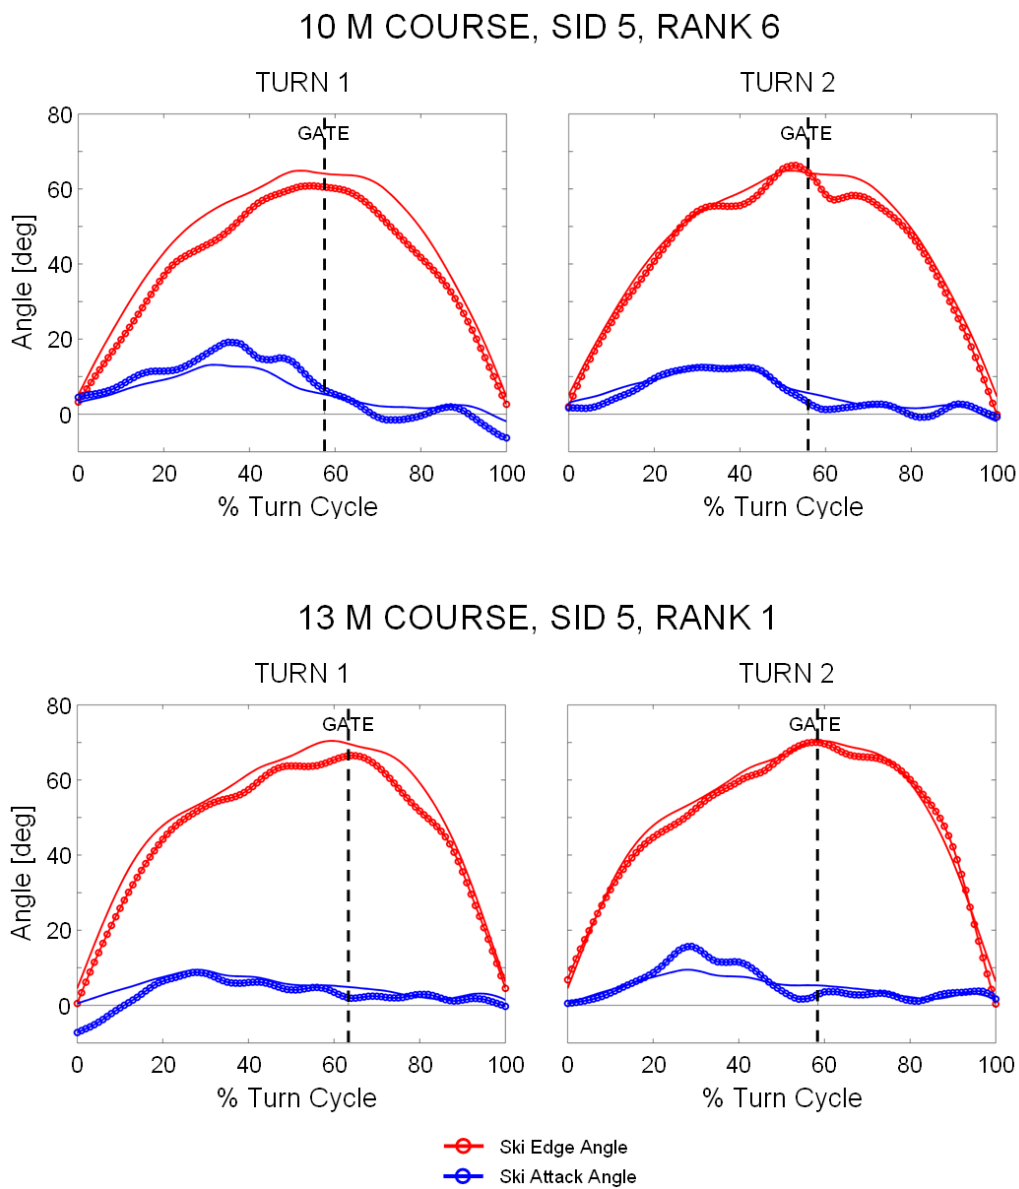 10 M COURSE, SID 5, RANK 6
TURN 1
TURN 2
80
60
40
20
0
Angle [deg]
GATE
GATE
0 20 40 60 80 100
0 20 40 60 80 100
% Turn Cycle
% Turn Cycle
13 M COURSE, SID 5, RANK 1
TURN 1
TURN 2
80
60
40
20
0
Angle [deg]
GATE
GATE
0 20 40 60 80 100
0 20 40 60 80 100
% Turn Cycle
% Turn Cycle
Ski Edge Angle
Ski Attack Angle